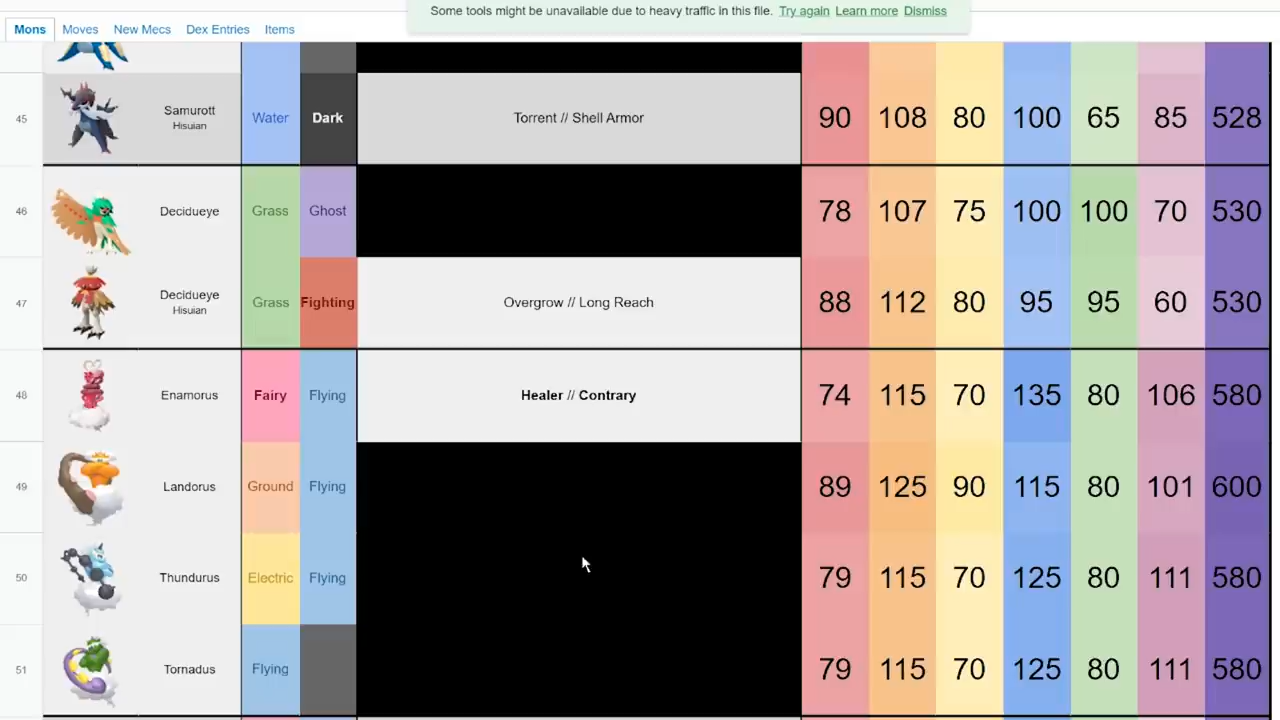 Some tools might be unavailable due to heavy traffic in this file. Try again Learn more Dismiss
Mons Moves New Mecs Dex Entries Items
45 Samurott Water Dark Torrent // Shell Armor 90 108 80 100 65 85 528
Hisuian
46 Decidueye Grass Ghost 78 107 75 100 100 70 530
47 Decidueye Grass Fighting Overgrow // Long Reach 88 112 80 95 95 60 530
Hisuian
48 Enamorus Fairy Flying Healer // Contrary 74 115 70 135 80 106 580
49 Landorus Ground Flying 89 125 90 115 80 101 600
50 Thundurus Electric Flying 79 115 70 125 80 111 580
51 Tornadus Flying 79 115 70 125 80 111 580